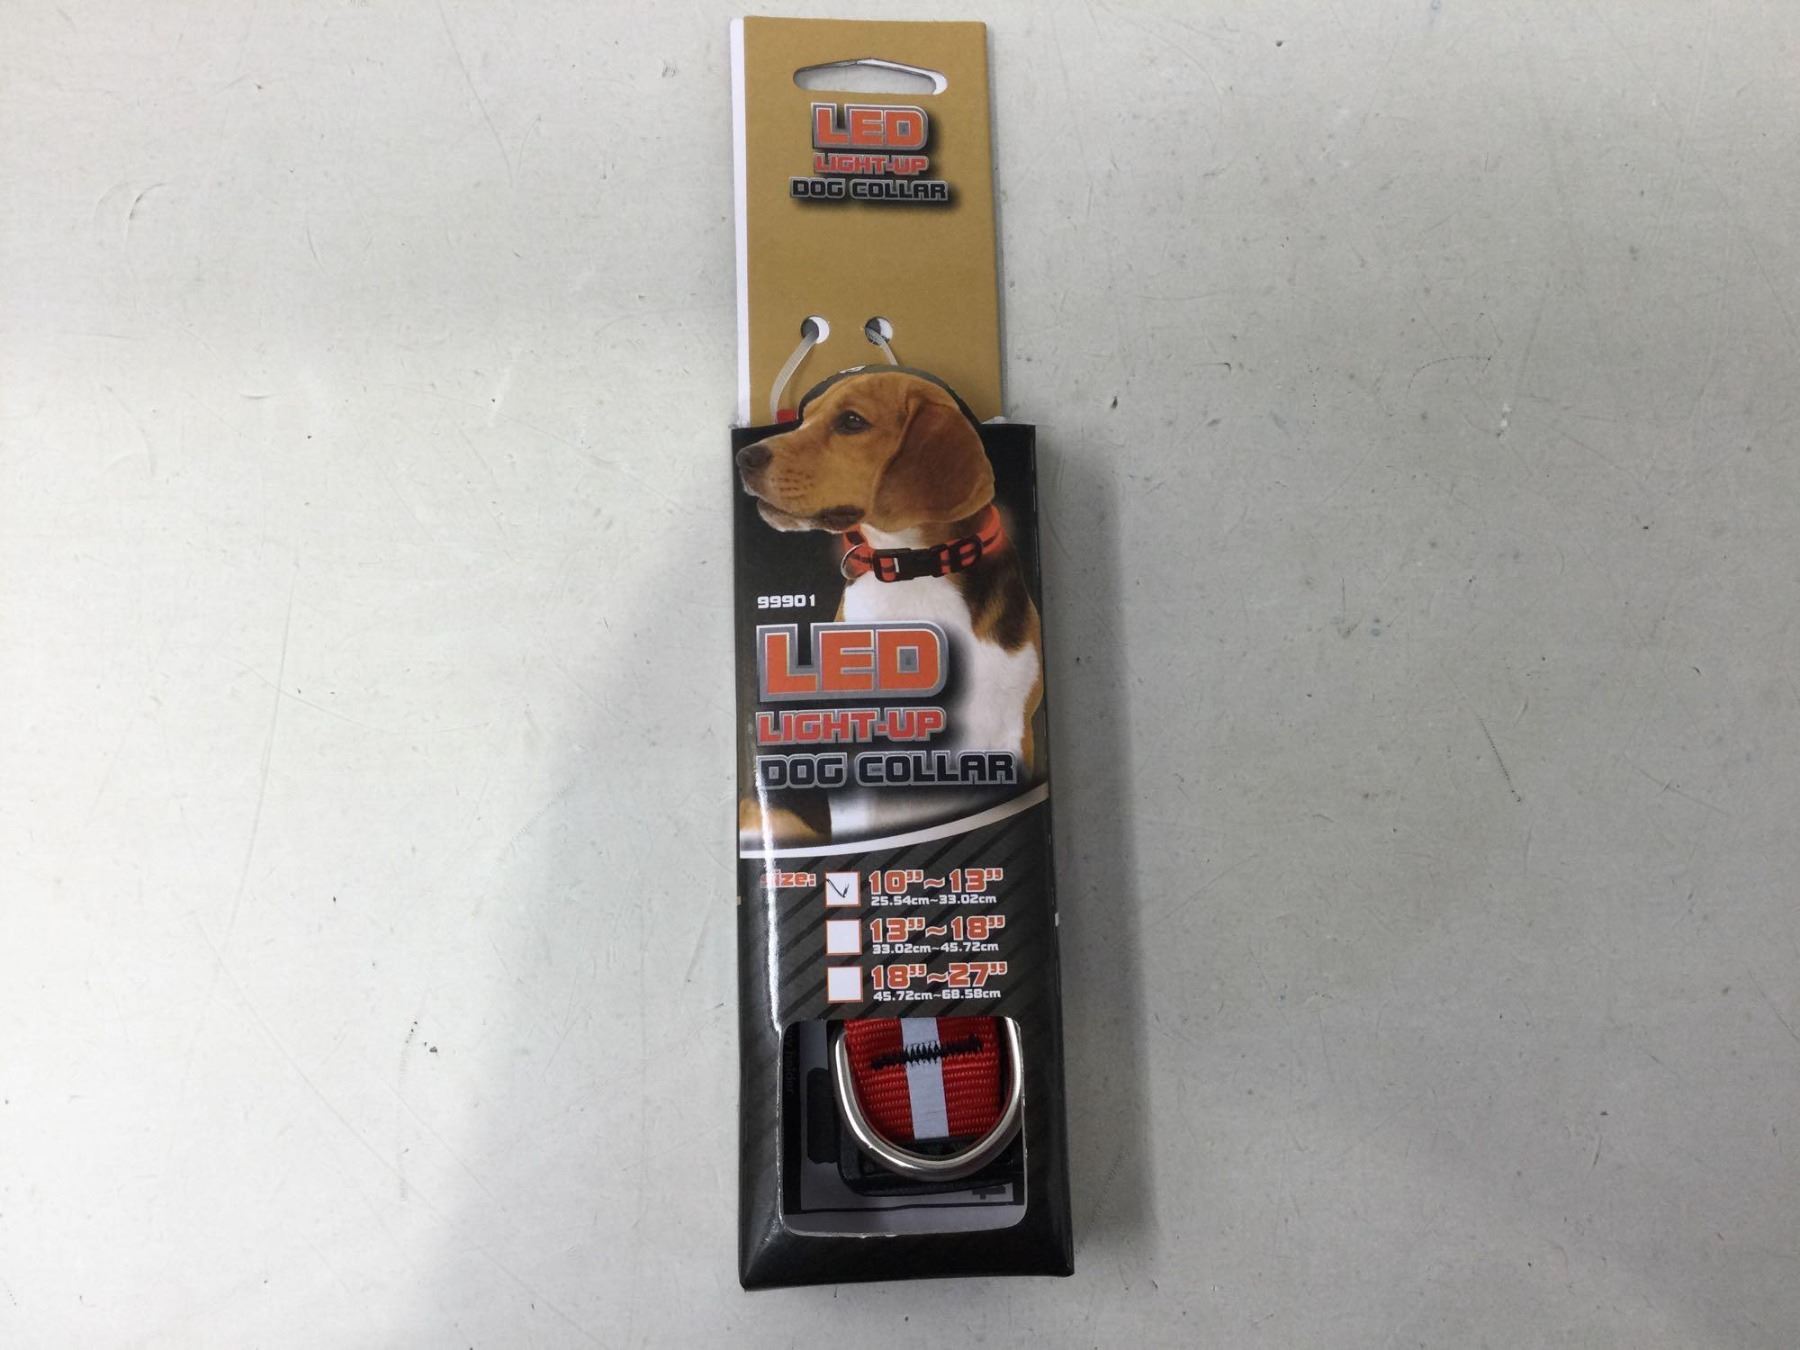 LED
LIGHT-UP
DOG COLLAR
99901
LED
LIGHT-UP
DOG COLLAR
size: 10"~13"
25.54cm~33.02cm
13"~18"
33.02cm~45.72cm
18"~27"
45.72cm~68.58cm